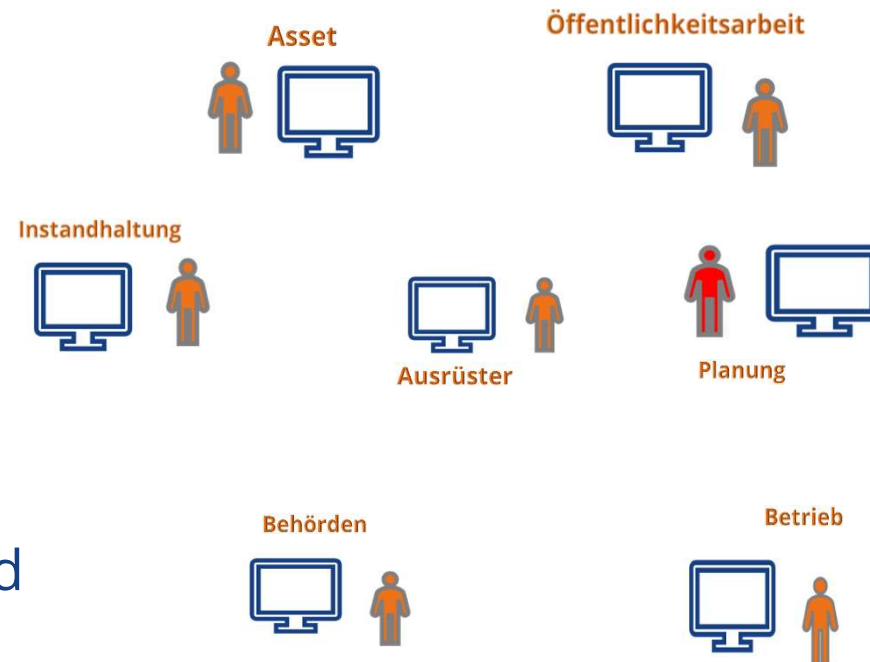 Asset
Öffentlichkeitsarbeit
Instandhaltung
Ausrüster
Planung
Behörden
Betrieb
d